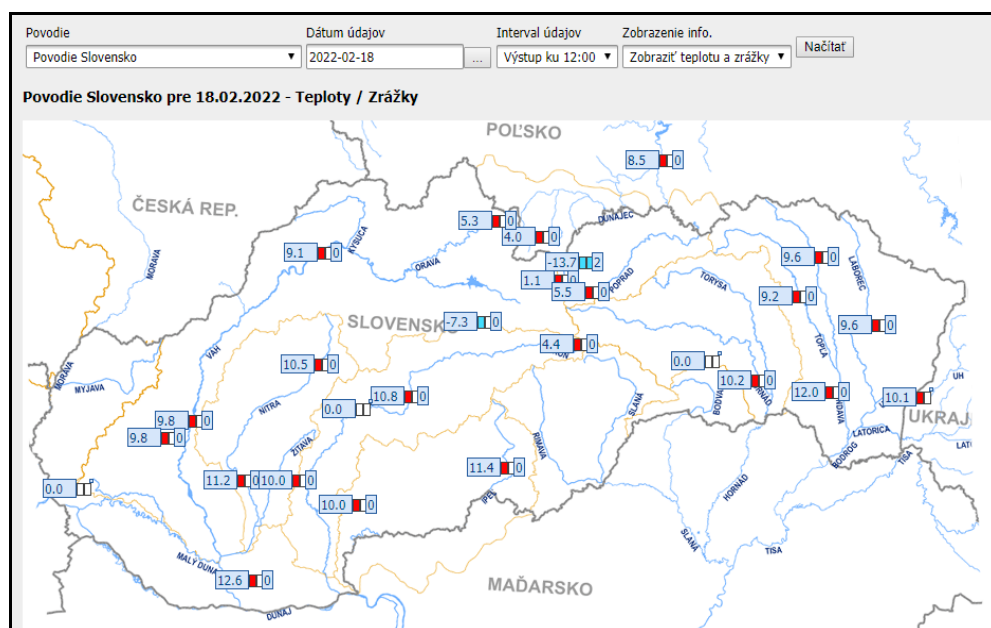 Povodie Dátum údajov Interval údajov Zobrazenie info.
Povodie Slovensko 2022-02-18 ... Výstup ku 12:00 Zobraziť teplotu a zrážky Načítať
Povodie Slovensko pre 18.02.2022 - Teploty / Zrážky
POĽSKO
8.5 0
ČESKÁ REP.
DUNAJEC
5.3 0
4.0 0
KYSUCA
9.1 0
MORAVA
ORAVA
-13.7 2
9.6 0
LABOREC
1.1 0
5.5 0
POPRAD
TORYSA
9.2 0
SLOVENSKO
-7.3 0
9.6 0
TOPĽA
4.4 0
VÁH
10.5 0
0.0
MORAVA
MYJAVA
10.2 0
UH
10.8 0
0.0
NITRA
SLANÁ
BODVA
12.0 0
10.1
UKRAJ
9.8 0
9.8 0
ŽITAVA
RIMAVA
LATORICA
BODROG
TISA
11.4 0
0.0
11.2 0
10.0 0
IPEĽ
HORNÁD
10.0 0
SLANÁ
TISA
MALÝ DUNA
12.6 0
DUNAJ
MAĎARSKO